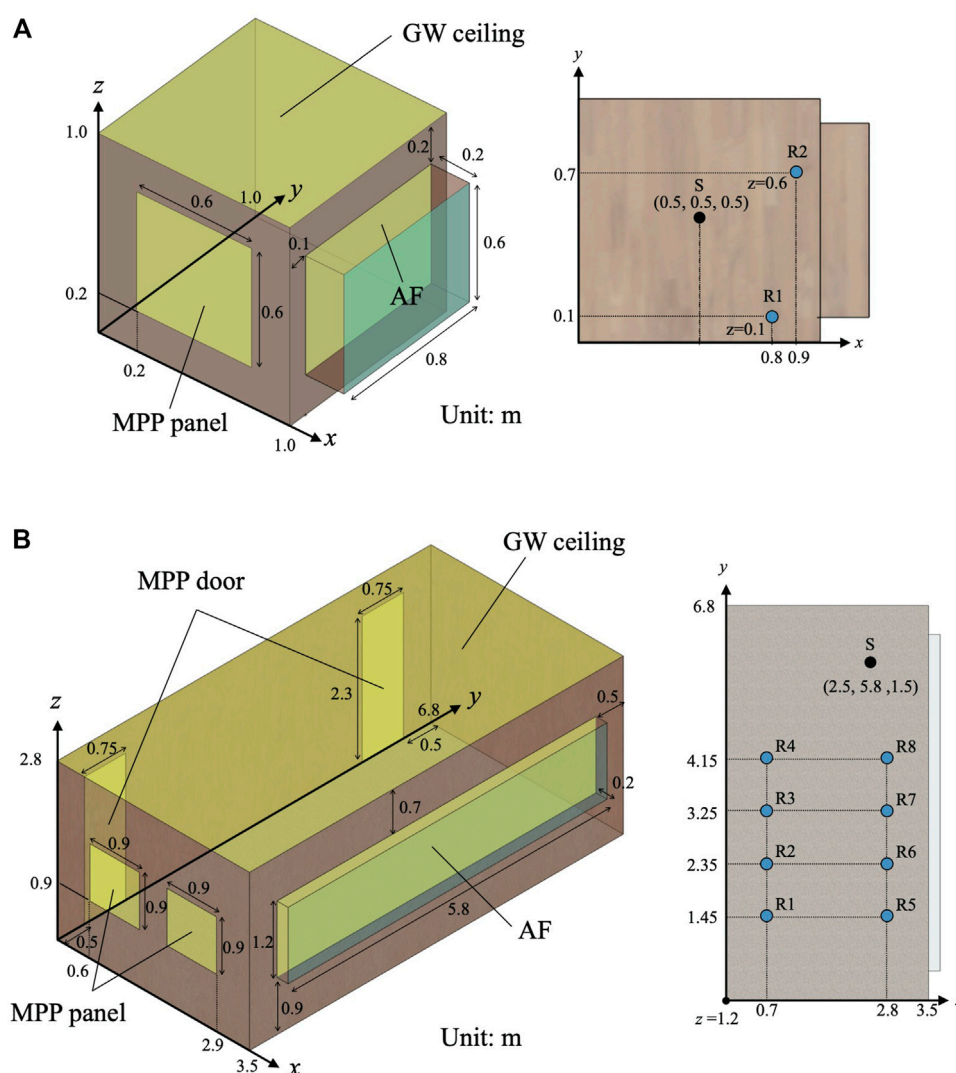 A
GW ceiling
z
1.0
y
1.0
0.6
0.2
0.2
0.1
0.6
0.6
AF
0.2
0.2
0.8
MPP panel
Unit: m
x
1.0
y
R2
0.7
z=0.6
S
(0.5, 0.5, 0.5)
R1
0.1
z=0.1
x
0.8
0.9
B
GW ceiling
MPP door
0.75
z
2.3
y
6.8
0.5
0.5
2.8
0.75
0.7
0.2
0.9
0.9
0.9
0.9
0.9
1.2
5.8
AF
0.5
0.6
MPP panel
0.9
Unit: m
2.9
3.5
x
y
6.8
S
(2.5, 5.8 ,1.5)
R4
R8
4.15
R3
R7
3.25
R2
R6
2.35
R1
R5
1.45
z =1.2
0.7
2.8
3.5